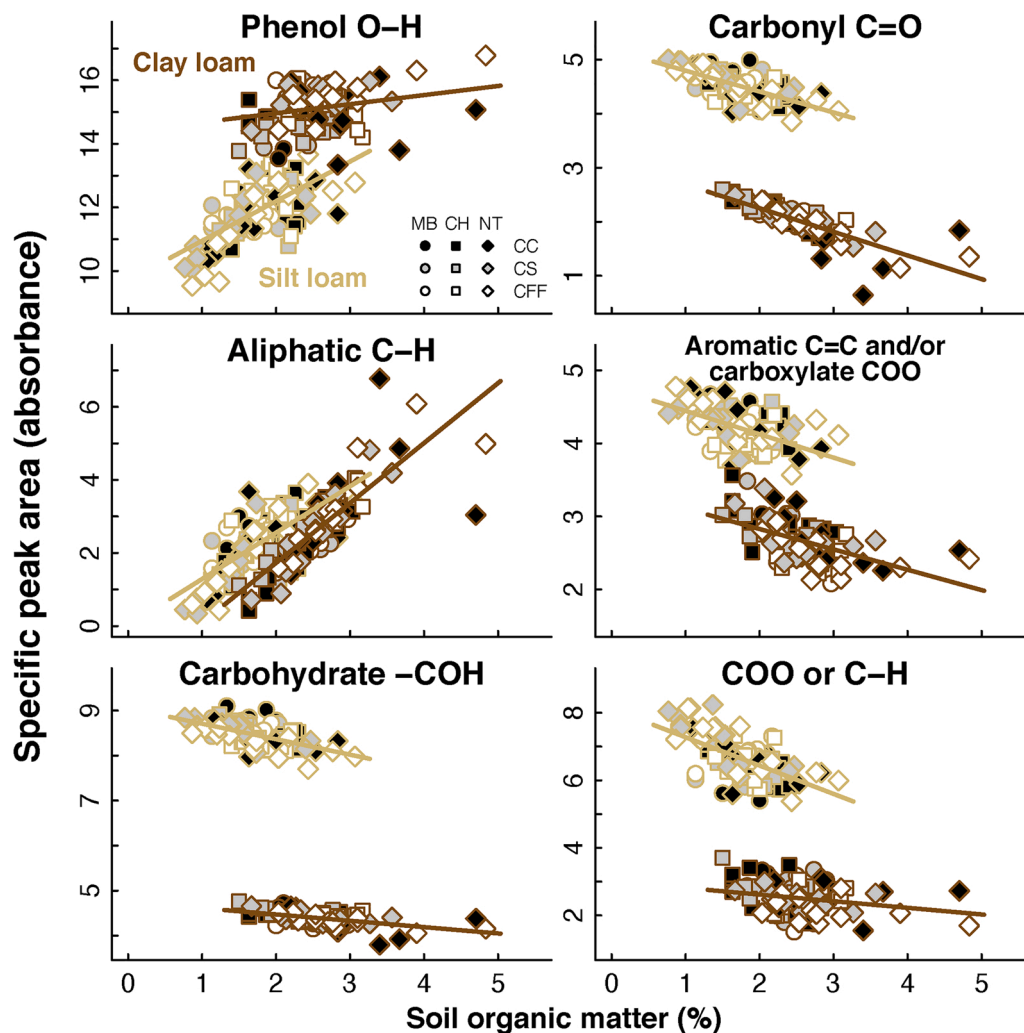 Phenol O–H
Clay loam
Silt loam
MB CH NT
CC
CS
CFF
10 12 14 16
Carbonyl C=O
1 3 5
Aliphatic C–H
0 2 4 6
Aromatic C=C and/or
carboxylate COO
2 3 4 5
Carbohydrate –COH
5 7 9
0 1 2 3 4 5
COO or C–H
2 4 6 8
0 1 2 3 4 5
Specific peak area (absorbance)
Soil organic matter (%)